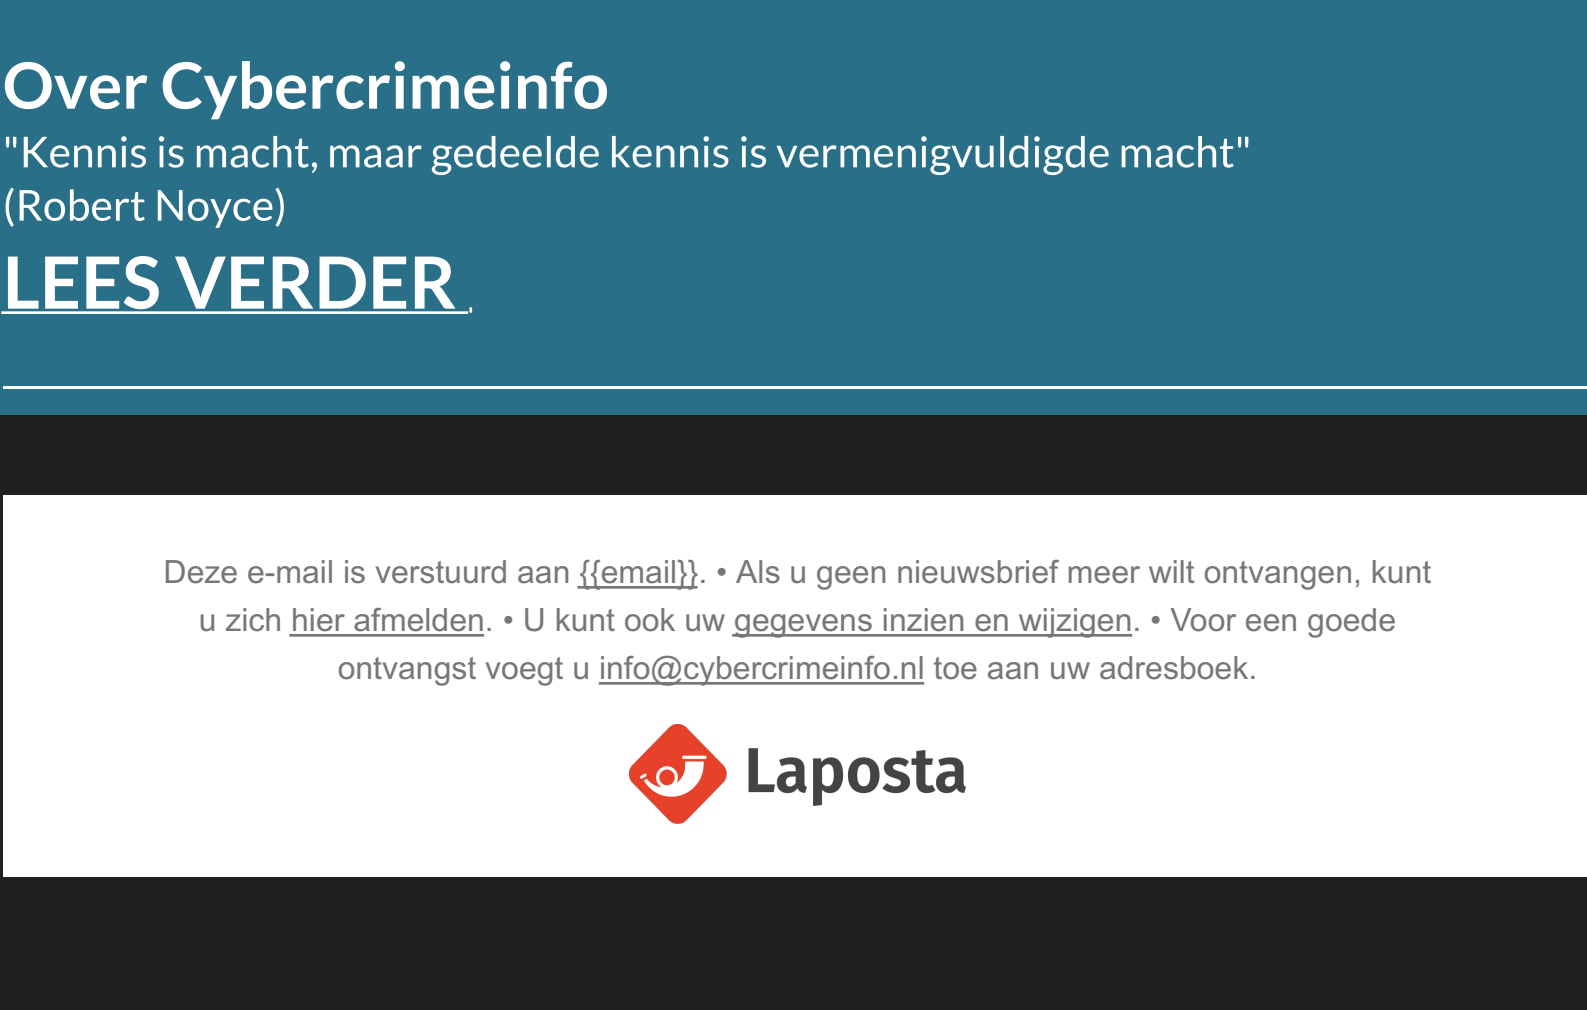 Over Cybercrimeinfo
"Kennis is macht, maar gedeelde kennis is vermenigvuldigde macht"
(Robert Noyce)
LEES VERDER
Deze e-mail is verstuurd aan {{email}}. • Als u geen nieuwsbrief meer wilt ontvangen, kunt
u zich hier afmelden. • U kunt ook uw gegevens inzien en wijzigen. • Voor een goede
ontvangst voegt u info@cybercrimeinfo.nl toe aan uw adresboek.
Laposta